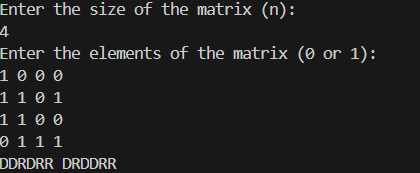 Enter the size of the matrix (n):
4
Enter the elements of the matrix (0 or 1):
1 0 0 0
1 1 0 1
1 1 0 0
0 1 1 1
DDRDRR DRDDRR